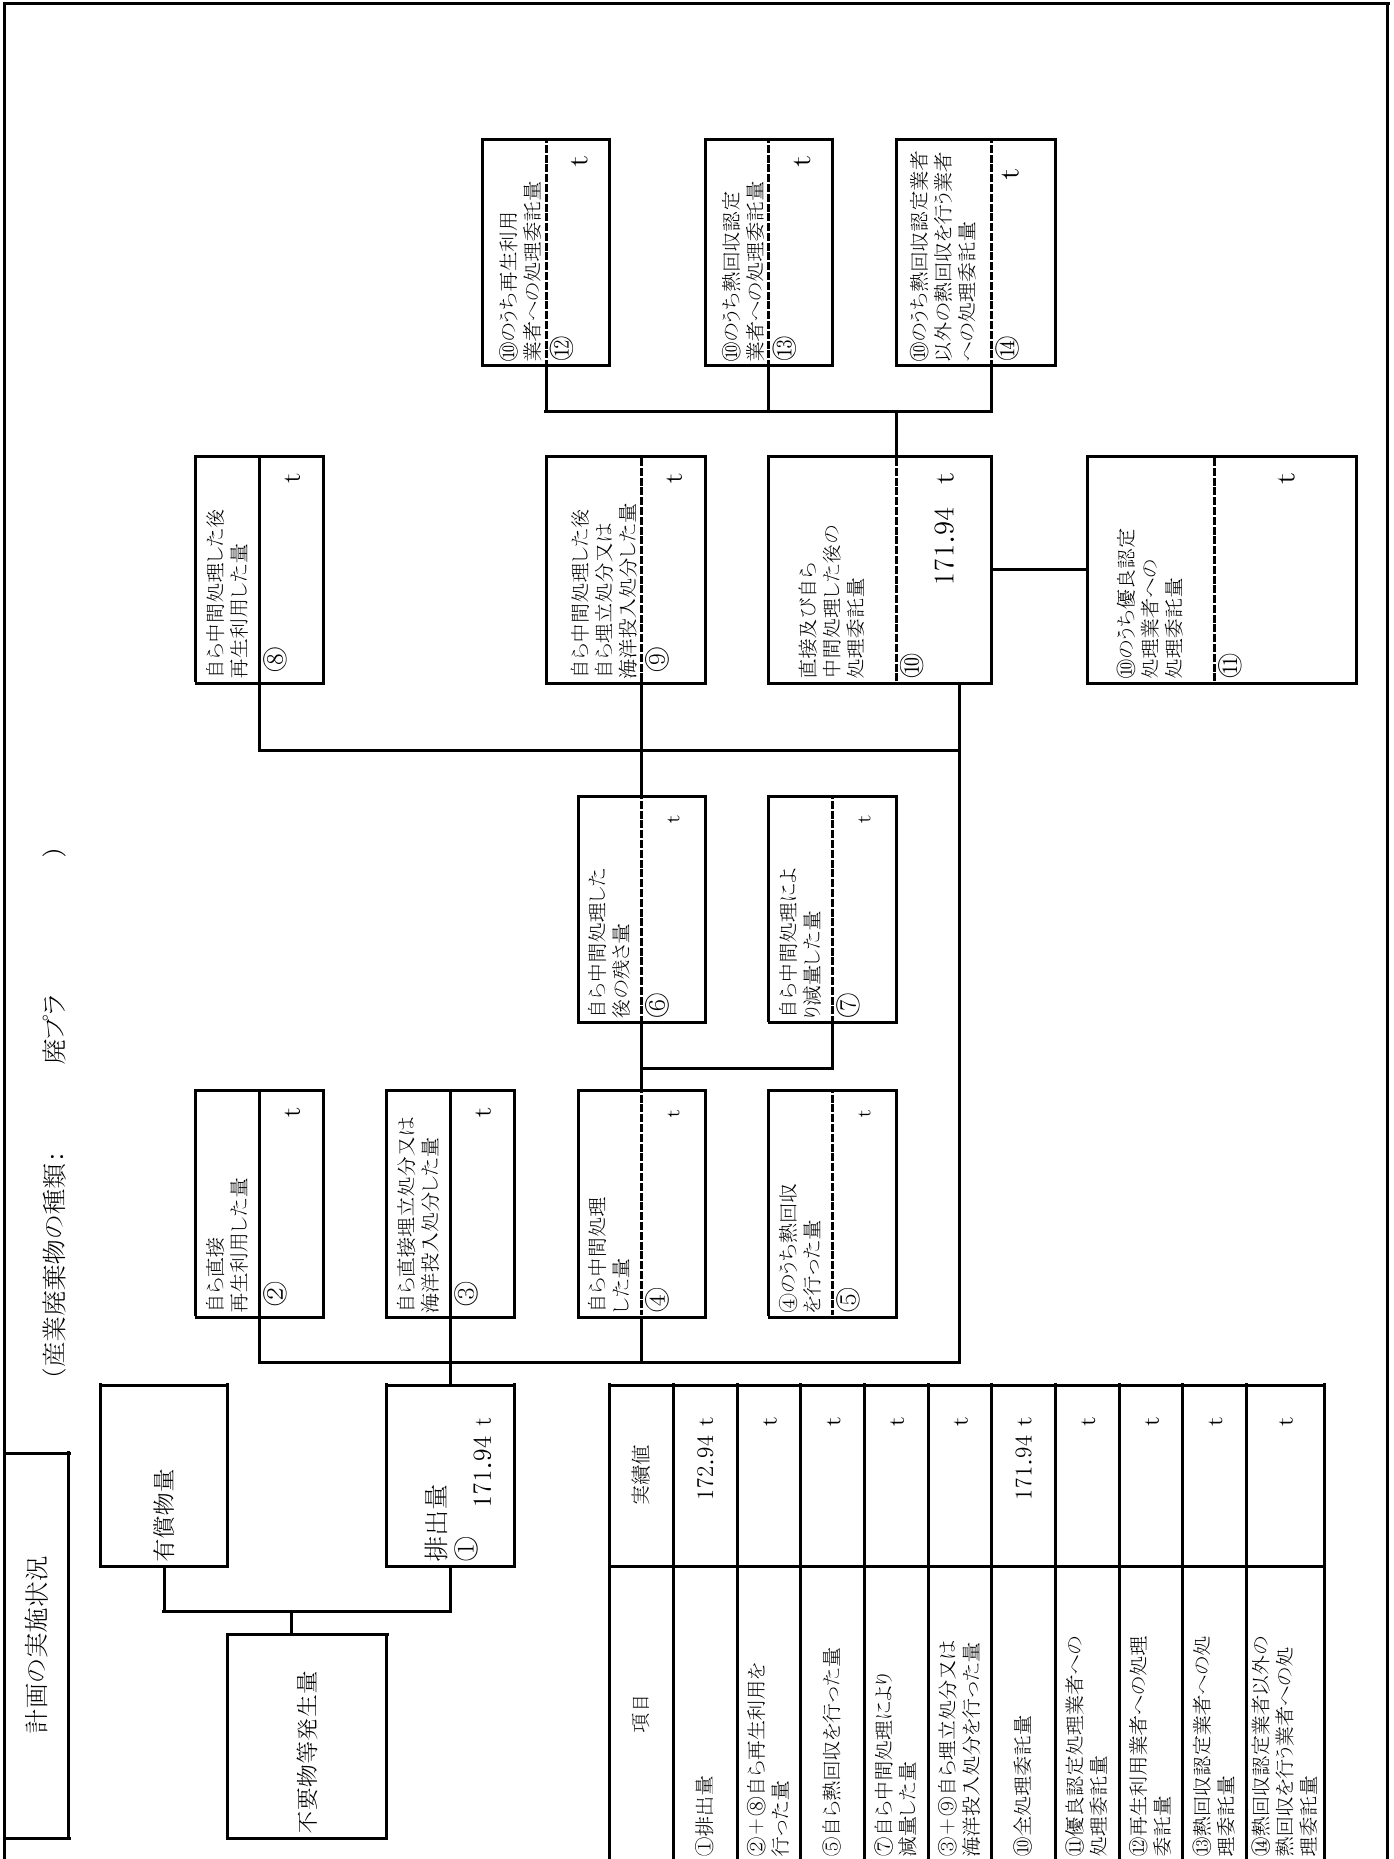 計画の実施状況
(産業廃棄物の種類: 廃プラ )
不要物等発生量
有償物量
排出量
① 171.94 t
自ら直接
再生利用した量
② t
自ら直接埋立処分又は
海洋投入処分した量
③ t
自ら中間処理
した量
④ t
④のうち熱回収
を行った量
⑤ t
自ら中間処理した
後の残さ量
⑥ t
自ら中間処理によ
り減量した量
⑦ t
自ら中間処理した後
再生利用した量
⑧ t
自ら中間処理した後
自ら埋立処分又は
海洋投入処分した量
⑨ t
直接及び自ら
中間処理した後の
処理委託量
⑩ 171.94 t
⑩のうち優良認定
処理業者への
処理委託量
⑪ t
⑩のうち再生利用
業者への処理委託量
⑫ t
⑩のうち熱回収認定
業者への処理委託量
⑬ t
⑩のうち熱回収認定業者
以外の熱回収を行う業者
への処理委託量
⑭ t
項目 実績値
①排出量 172.94 t
②+⑧自ら再生利用を
行った量 t
⑤自ら熱回収を行った量 t
⑦自ら中間処理により
減量した量 t
③+⑨自ら埋立処分又は
海洋投入処分を行った量 t
⑩全処理委託量 171.94 t
⑪優良認定処理業者への
処理委託量 t
⑫再生利用業者への処理
委託量 t
⑬熱回収認定業者への処
理委託量 t
⑭熱回収認定業者以外の
熱回収を行う業者への処
理委託量 t